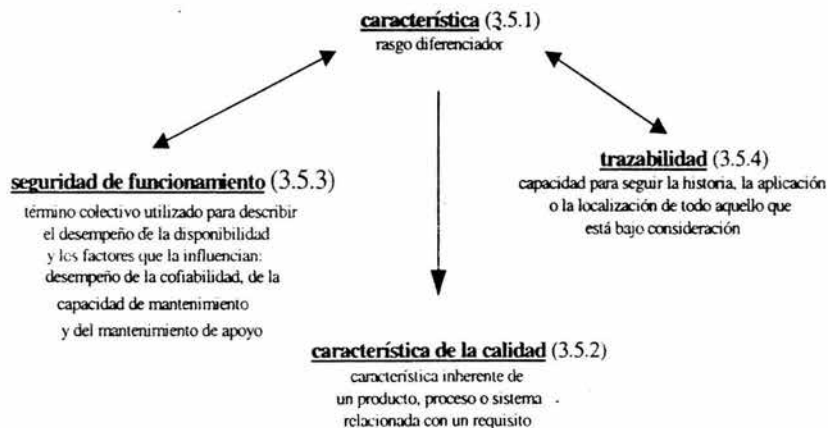 característica (3.5.1)
rasgo diferenciador
seguridad de funcionamiento (3.5.3)
término colectivo utilizado para describir
el desempeño de la disponibilidad
y los factores que la influencian:
desempeño de la cofiabilidad, de la
capacidad de mantenimiento
y del mantenimiento de apoyo
trazabilidad (3.5.4)
capacidad para seguir la historia, la aplicación
o la localización de todo aquello que
está bajo consideración
característica de la calidad (3.5.2)
característica inherente de
un producto, proceso o sistema
relacionada con un requisito